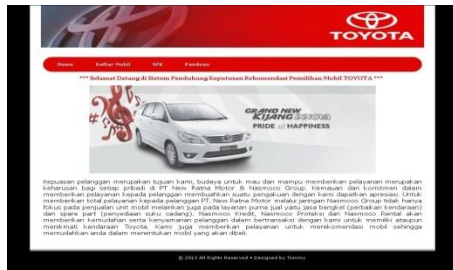 TOYOTA
Home Daftar Mobil SPK Panduan
*** Selamat Datang di Sistem Pendukung Keputusan Rekomendasi Pemilihan Mobil TOYOTA ***
GRAND NEW
KIJANG INNOVA
PRIDE of HAPPINESS
Kepuasan pelanggan merupakan tujuan kami, budaya untuk mau dan mampu memberikan pelayanan merupakan
keharusan bagi setiap pribadi di PT New Ratna Motor & Nasmoco Group. Kemauan dan komitmen dalam
memberikan pelayanan kepada pelanggan membuahkan suatu pengakuan dengan kami dapatkan apresiasi. Untuk
memberikan total pelayanan kepada pelanggan PT. New Ratna Motor melalui jaringan Nasmoco Group tidak hanya
fokus pada penjualan unit mobil melainkan juga pada layanan purna jual yaitu jasa bengkel (perbaikan kendaraan)
dan spare part (penyediaan suku cadang). Nasmoco Kredit, Nasmoco Proteksi dan Nasmoco Rental akan
memberikan kemudahan serta kenyamanan pelanggan dalam bertransaksi dengan kami untuk memiliki ataupun
menikmati kendaraan Toyota. Kami juga memberikan pelayanan untuk merekomendasi mobil sehingga
memudahkan anda dalam menentukan mobil yang akan dibeli.
© 2013 All Rights Reserved • Designed by Tommy